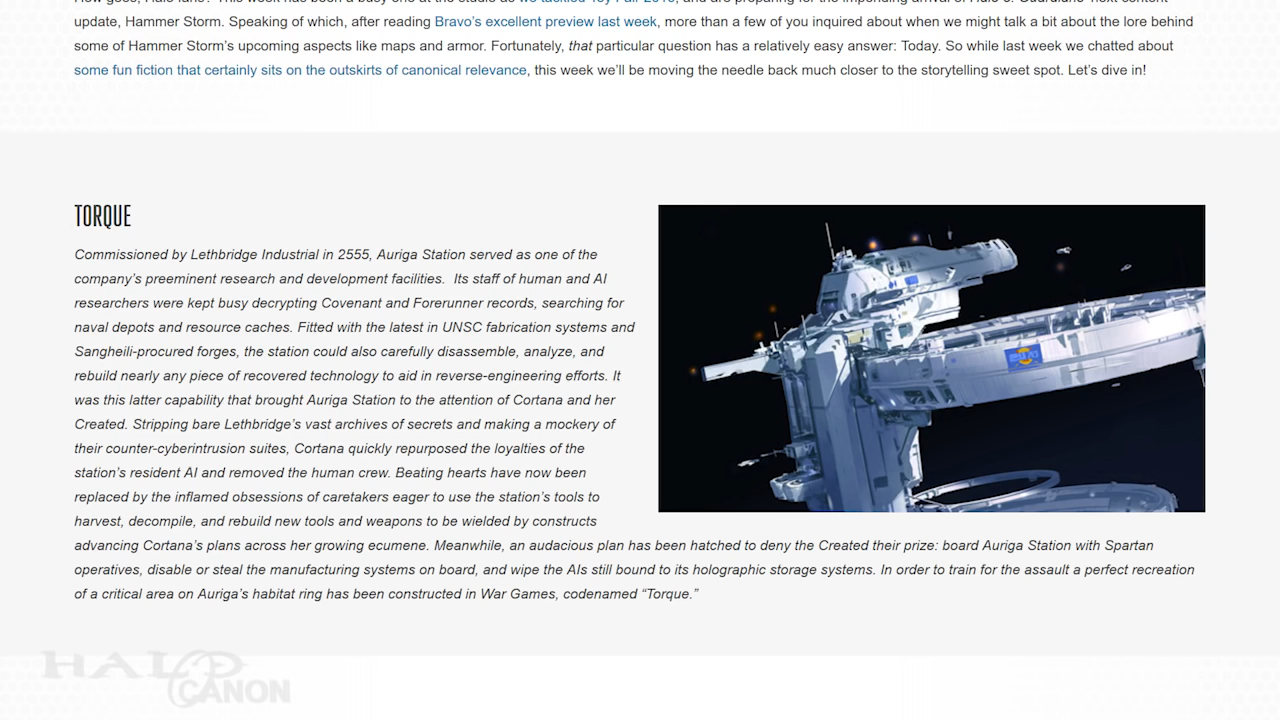 update, Hammer Storm. Speaking of which, after reading Bravo's excellent preview last week, more than a few of you inquired about when we might talk a bit about the lore behind
some of Hammer Storm's upcoming aspects like maps and armor. Fortunately, that particular question has a relatively easy answer: Today. So while last week we chatted about
some fun fiction that certainly sits on the outskirts of canonical relevance, this week we'll be moving the needle back much closer to the storytelling sweet spot. Let's dive in!
TORQUE
Commissioned by Lethbridge Industrial in 2555, Auriga Station served as one of the
company's preeminent research and development facilities. Its staff of human and AI
researchers were kept busy decrypting Covenant and Forerunner records, searching for
naval depots and resource caches. Fitted with the latest in UNSC fabrication systems and
Sangheili-procured forges, the station could also carefully disassemble, analyze, and
rebuild nearly any piece of recovered technology to aid in reverse-engineering efforts. It
was this latter capability that brought Auriga Station to the attention of Cortana and her
Created. Stripping bare Lethbridge's vast archives of secrets and making a mockery of
their counter-cyberintrusion suites, Cortana quickly repurposed the loyalties of the
station's resident AI and removed the human crew. Beating hearts have now been
replaced by the inflamed obsessions of caretakers eager to use the station's tools to
harvest, decompile, and rebuild new tools and weapons to be wielded by constructs
advancing Cortana's plans across her growing ecumene. Meanwhile, an audacious plan has been hatched to deny the Created their prize: board Auriga Station with Spartan
operatives, disable or steal the manufacturing systems on board, and wipe the AIs still bound to its holographic storage systems. In order to train for the assault a perfect recreation
of a critical area on Auriga's habitat ring has been constructed in War Games, codenamed “Torque.”
HALO
CANON